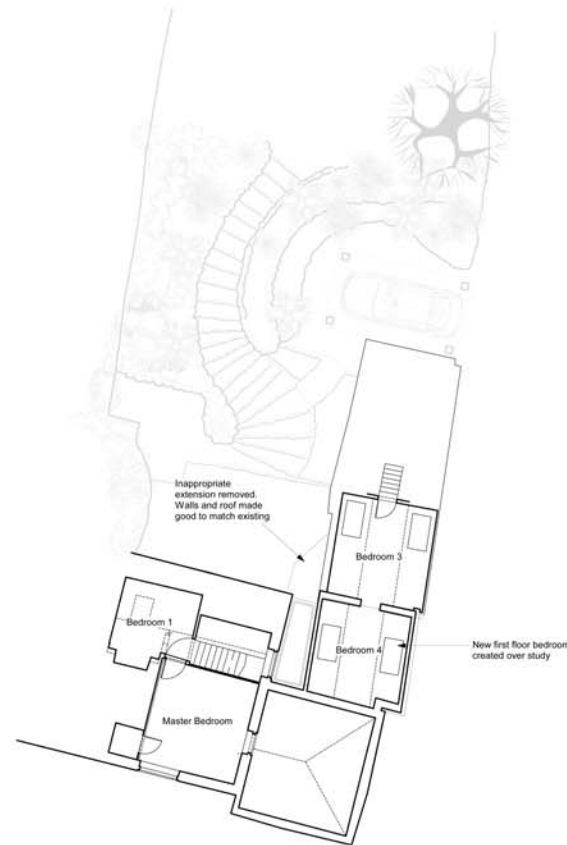 Inappropriate
extension removed.
Walls and roof made
good to match existing
Bedroom 3
Bedroom 1
Bedroom 4
New first floor bedroom
created over study
Master Bedroom